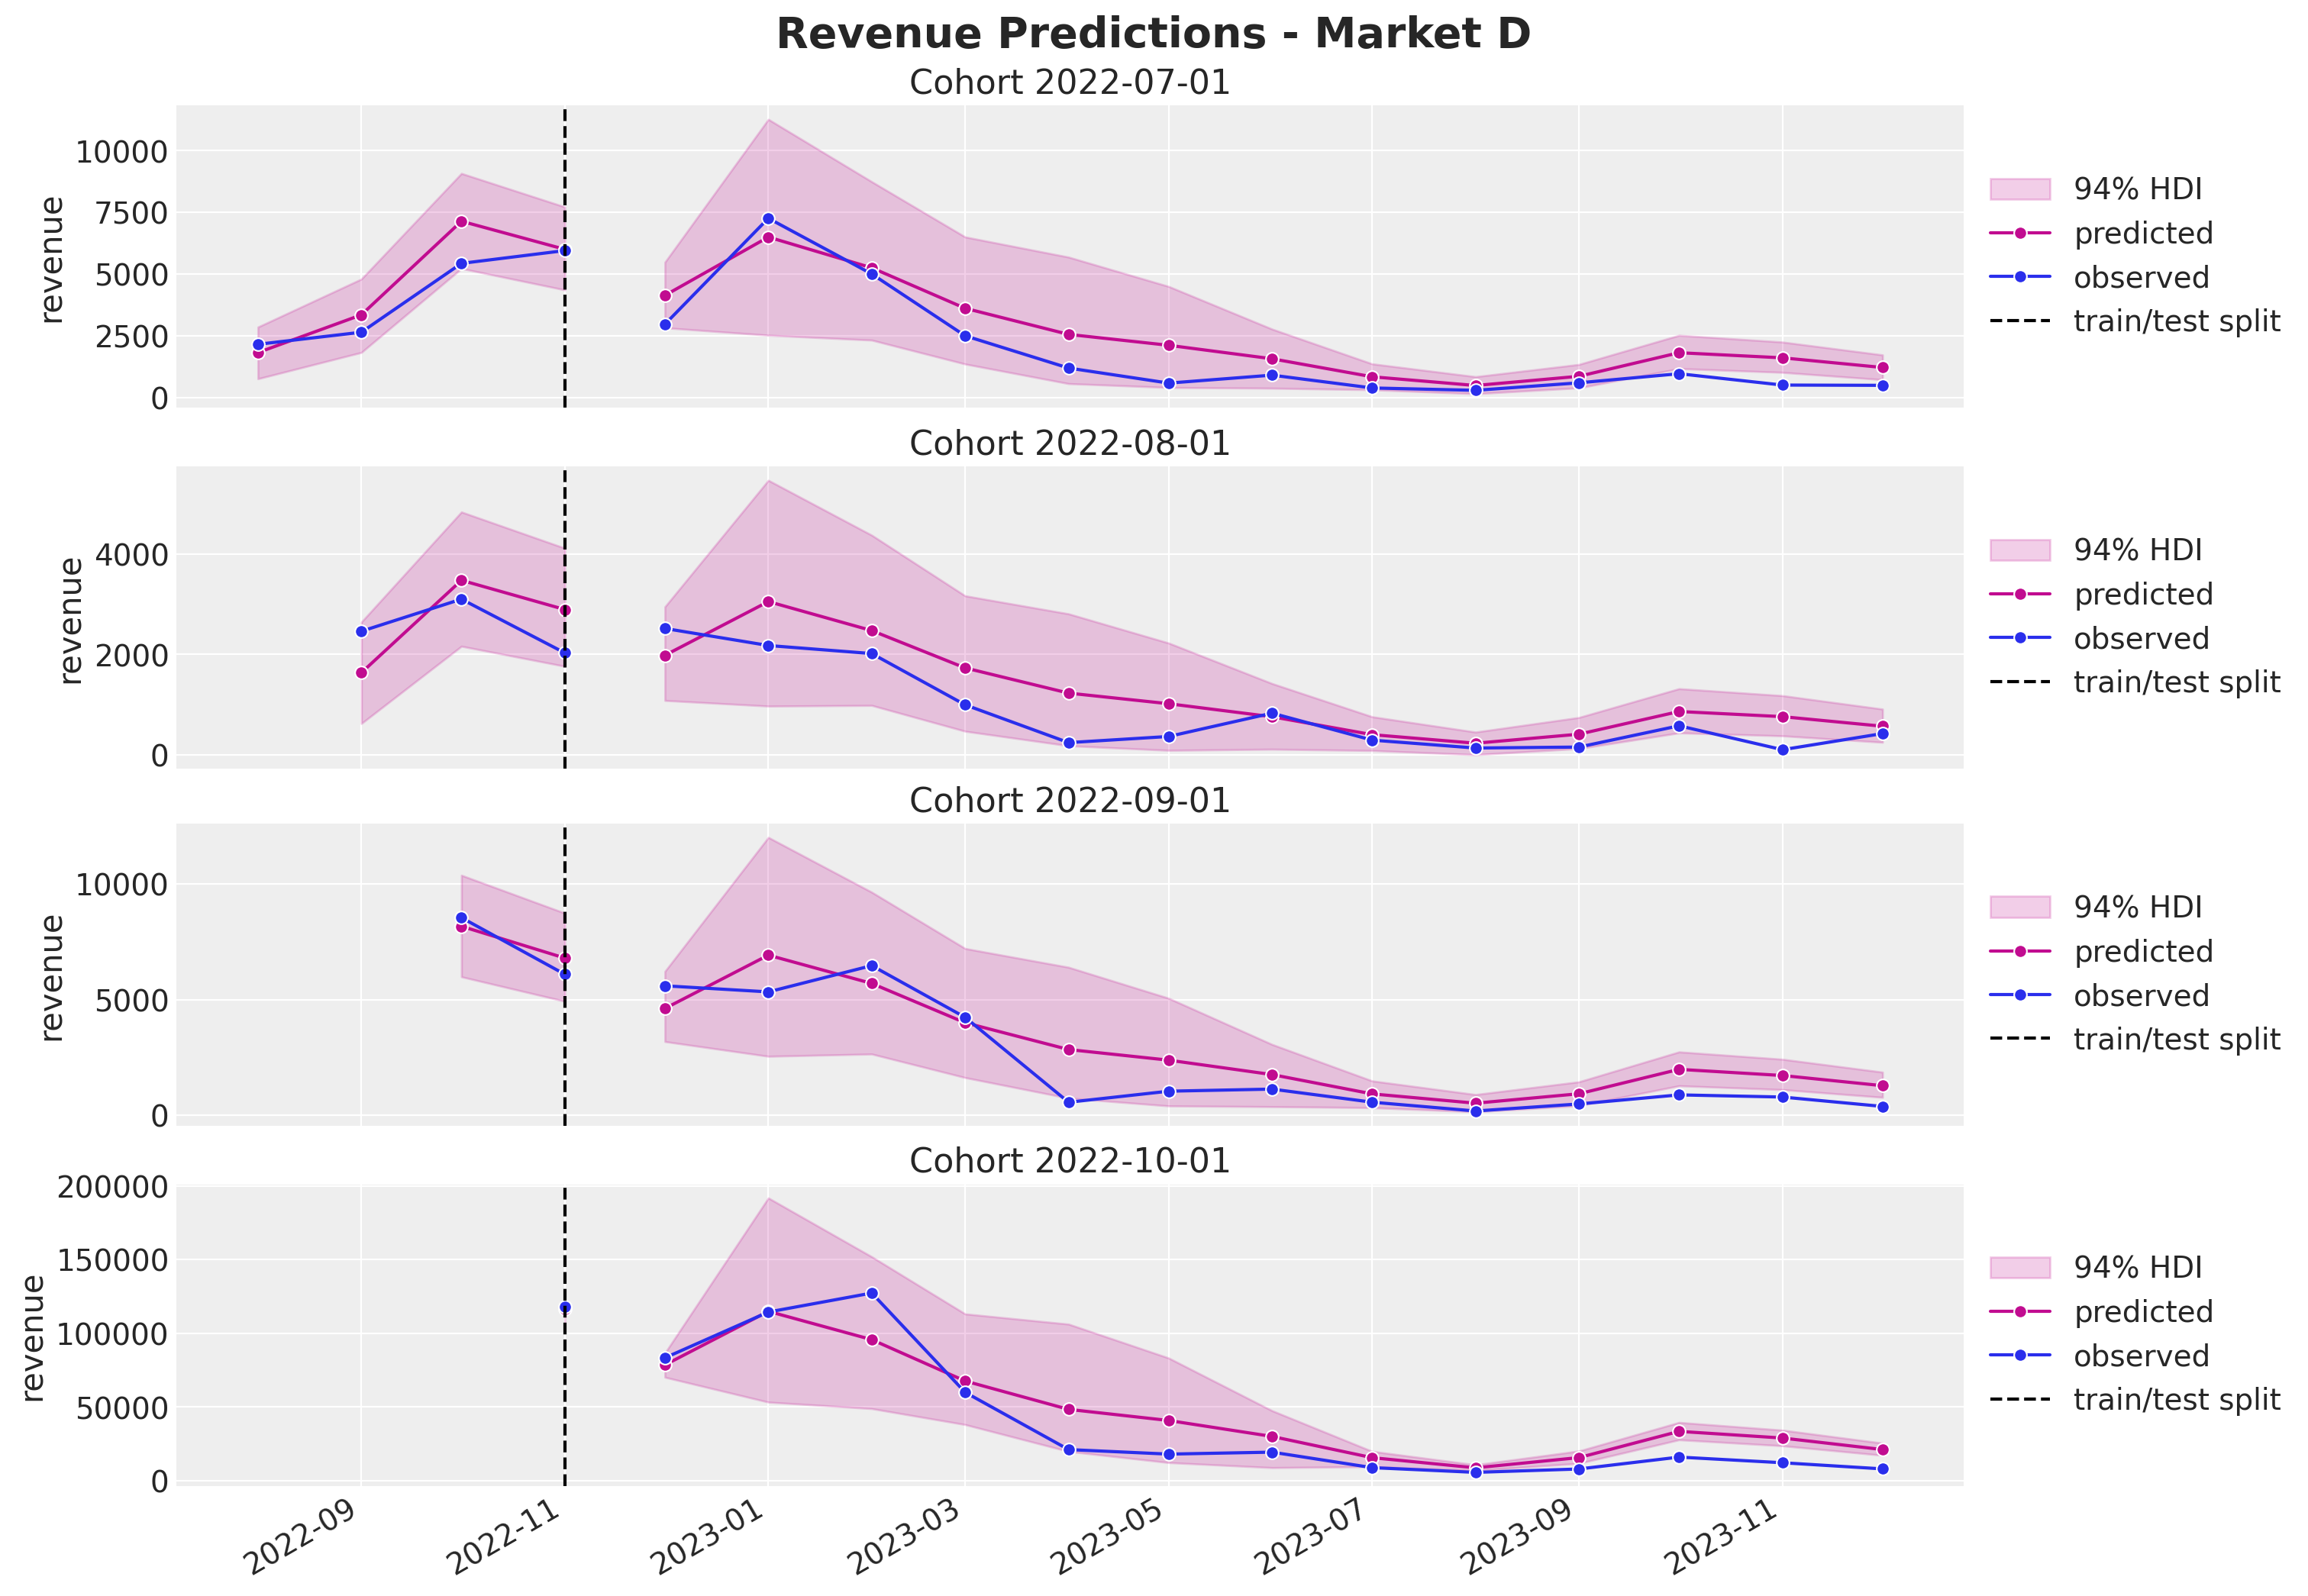 Revenue Predictions - Market D
Cohort 2022-07-01
10000
7500
5000
2500
0
revenue
94% HDI
predicted
observed
train/test split
Cohort 2022-08-01
4000
2000
0
revenue
94% HDI
predicted
observed
train/test split
Cohort 2022-09-01
10000
5000
0
revenue
94% HDI
predicted
observed
train/test split
Cohort 2022-10-01
200000
150000
100000
50000
0
revenue
94% HDI
predicted
observed
train/test split
2022-09
2022-11
2023-01
2023-03
2023-05
2023-07
2023-09
2023-11